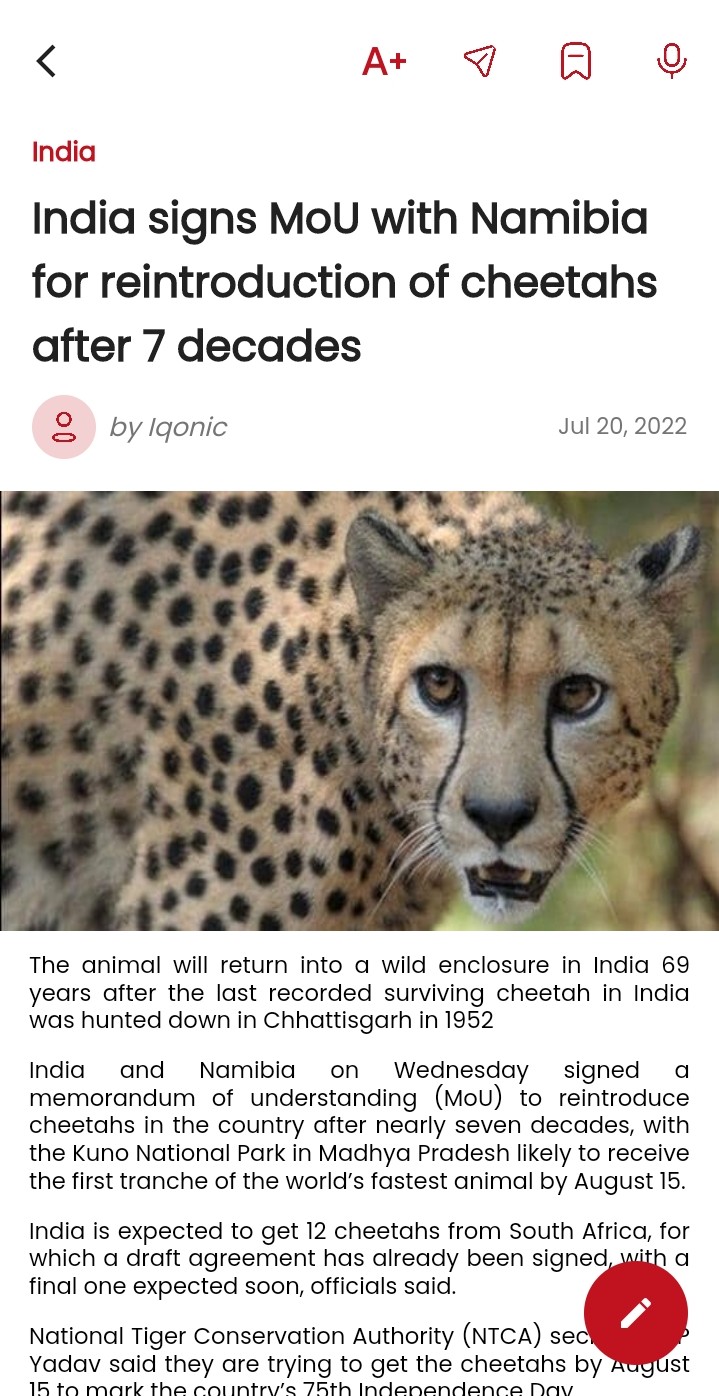 A+
India
India signs MoU with Namibia
for reintroduction of cheetahs
after 7 decades
by Iqonic
Jul 20, 2022
The animal will return into a wild enclosure in India 69
years after the last recorded surviving cheetah in India
was hunted down in Chhattisgarh in 1952
India and Namibia on Wednesday signed a
memorandum of understanding (MoU) to reintroduce
cheetahs in the country after nearly seven decades, with
the Kuno National Park in Madhya Pradesh likely to receive
the first tranche of the world’s fastest animal by August 15.
India is expected to get 12 cheetahs from South Africa, for
which a draft agreement has already been signed, with a
final one expected soon, officials said.
National Tiger Conservation Authority (NTCA)
Yadav said they are trying to get the cheetahs by August
15 to mark the country’s 75th Independence Day